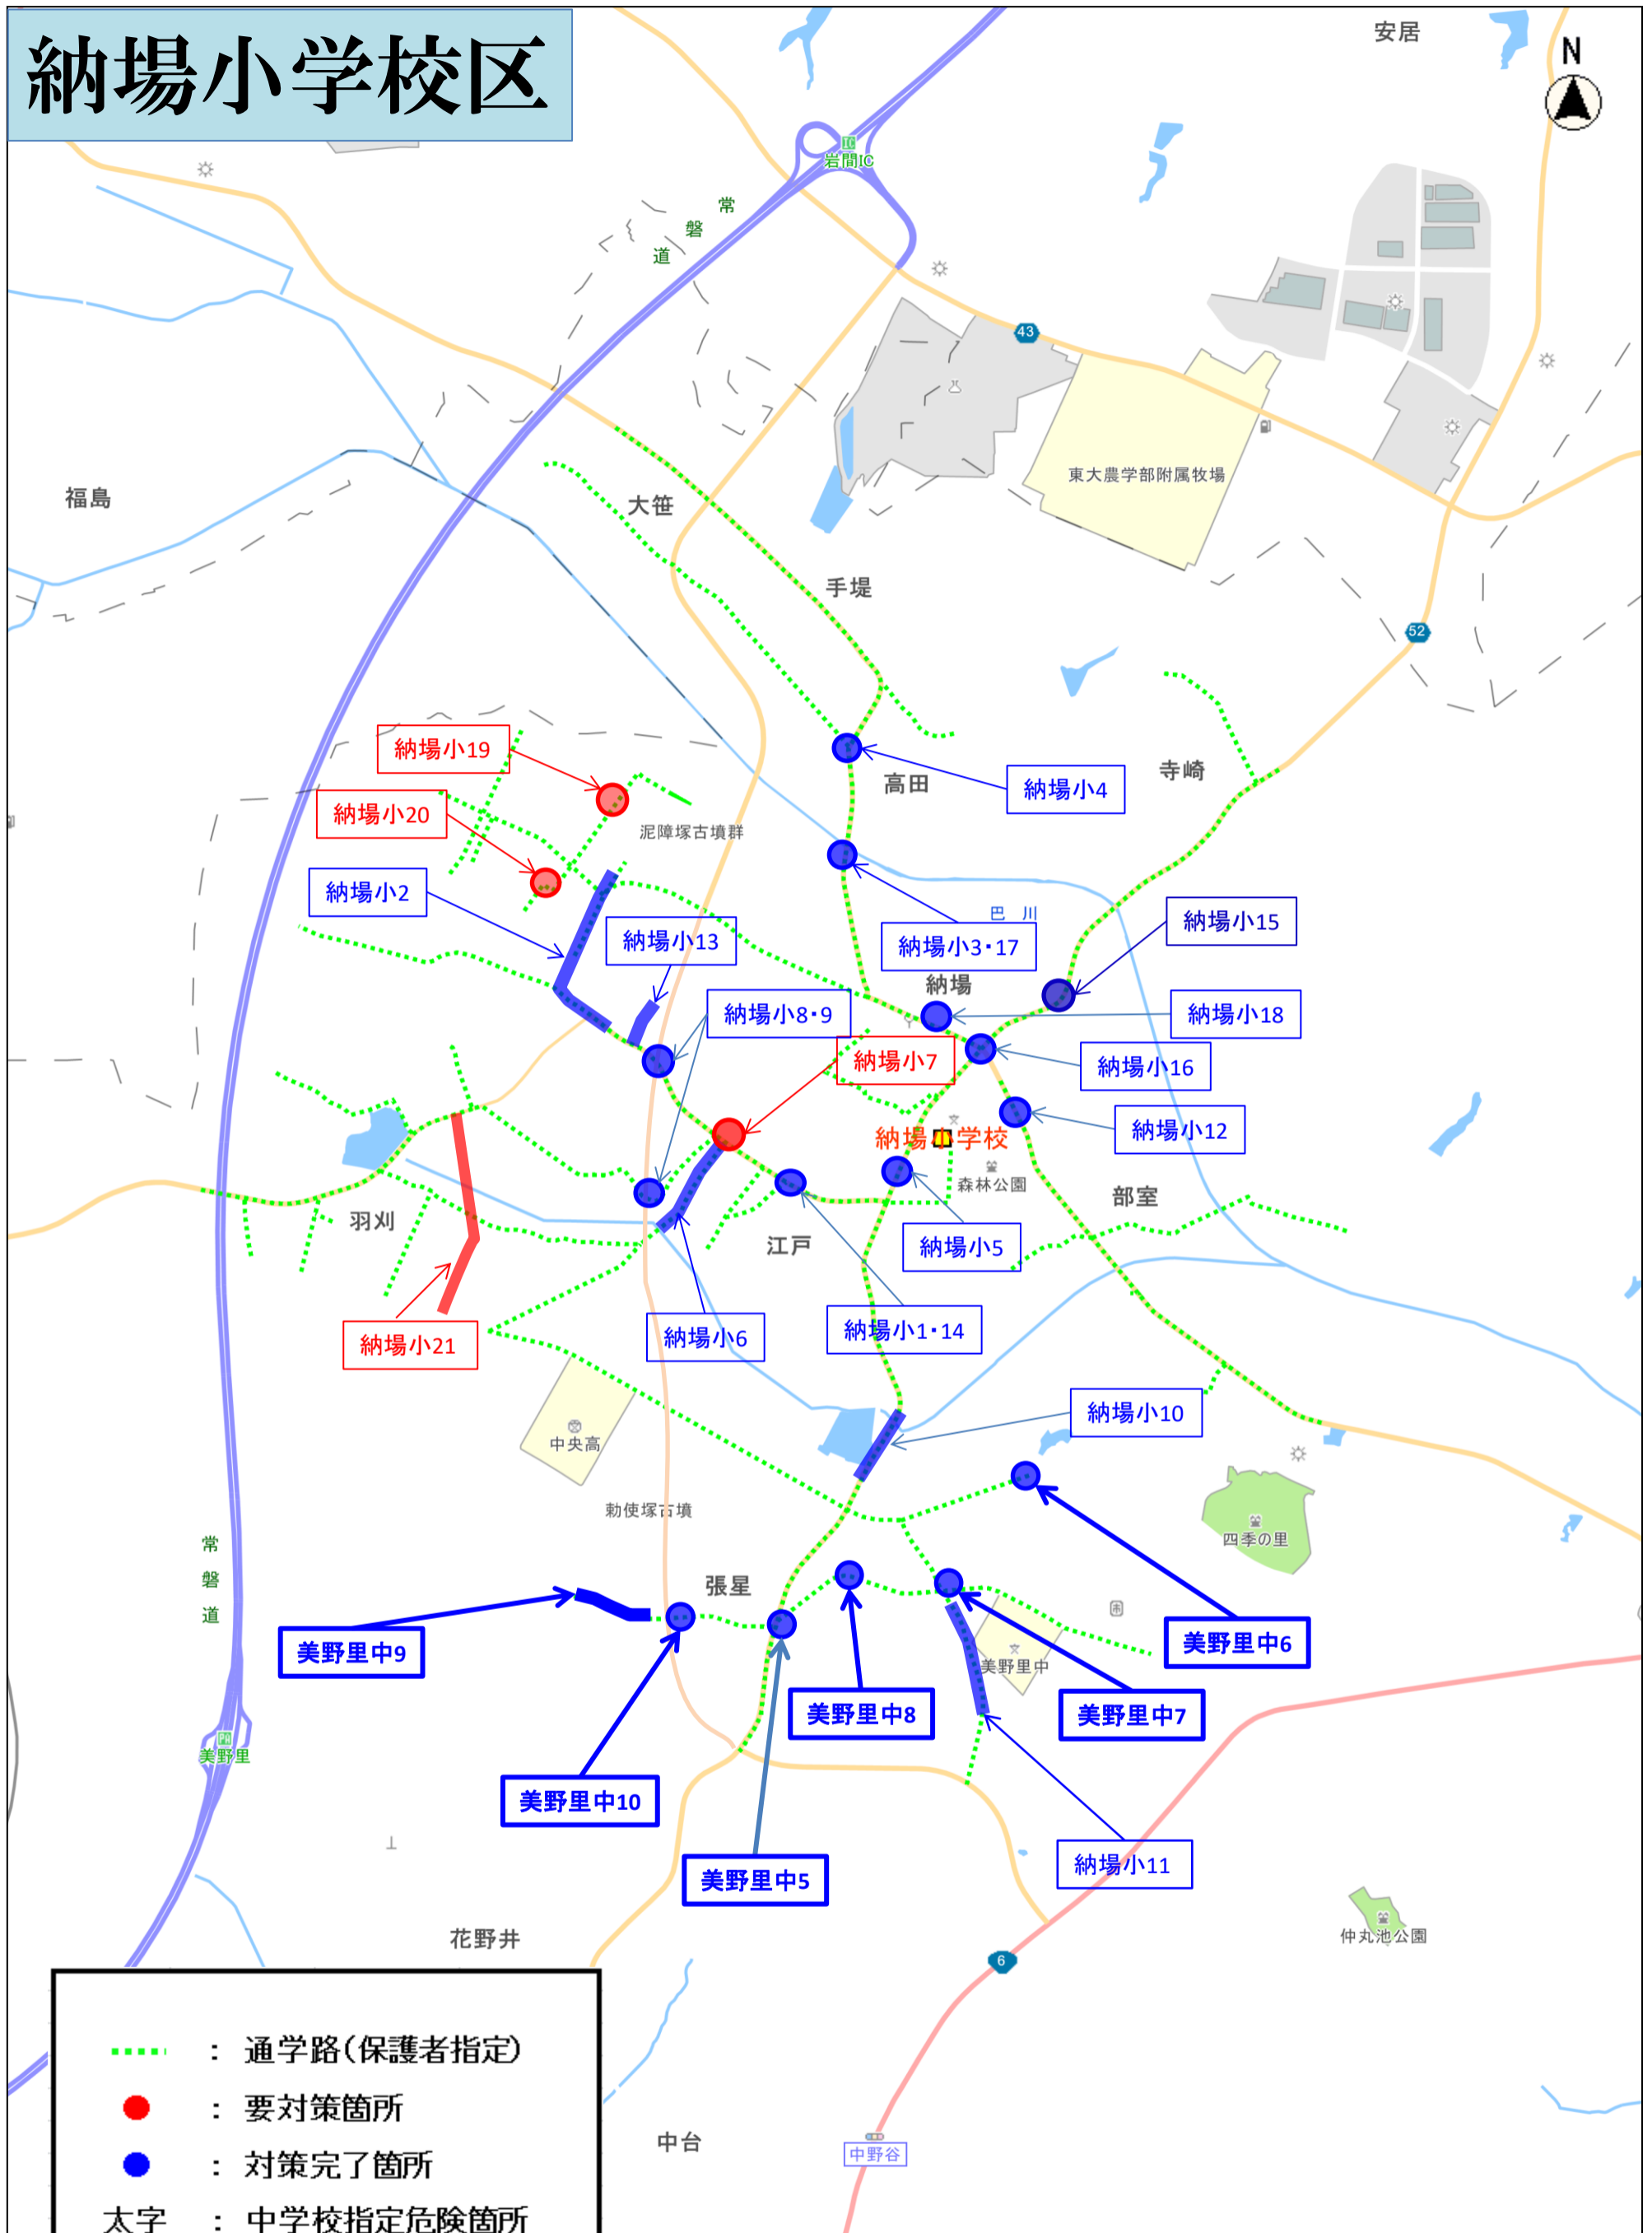 納場小学校区
安居
N
IC
岩間IC
常
磐
道
43
東大農学部附属牧場
福島
大笹
手堤
52
納場小19
高田
寺崎
納場小4
納場小20
泥障塚古墳群
納場小2
納場小13
巴 川
納場小15
納場小3・17
納場
納場小8・9
納場小18
納場小7
納場小16
納場小12
納場小学校
森林公園
部室
羽刈
江戸
納場小5
納場小21
納場小6
納場小1・14
納場小10
中央高
勅使塚古墳
四季の里
常
磐
道
張星
美野里中9
美野里中6
美野里中
美野里中8
美野里中7
PA
美野里
美野里中10
美野里中5
納場小11
花野井
仲丸池公園
6
: 通学路(保護者指定)
: 要対策箇所
: 対策完了箇所
太字 : 中学校指定危険箇所
中台
中野谷